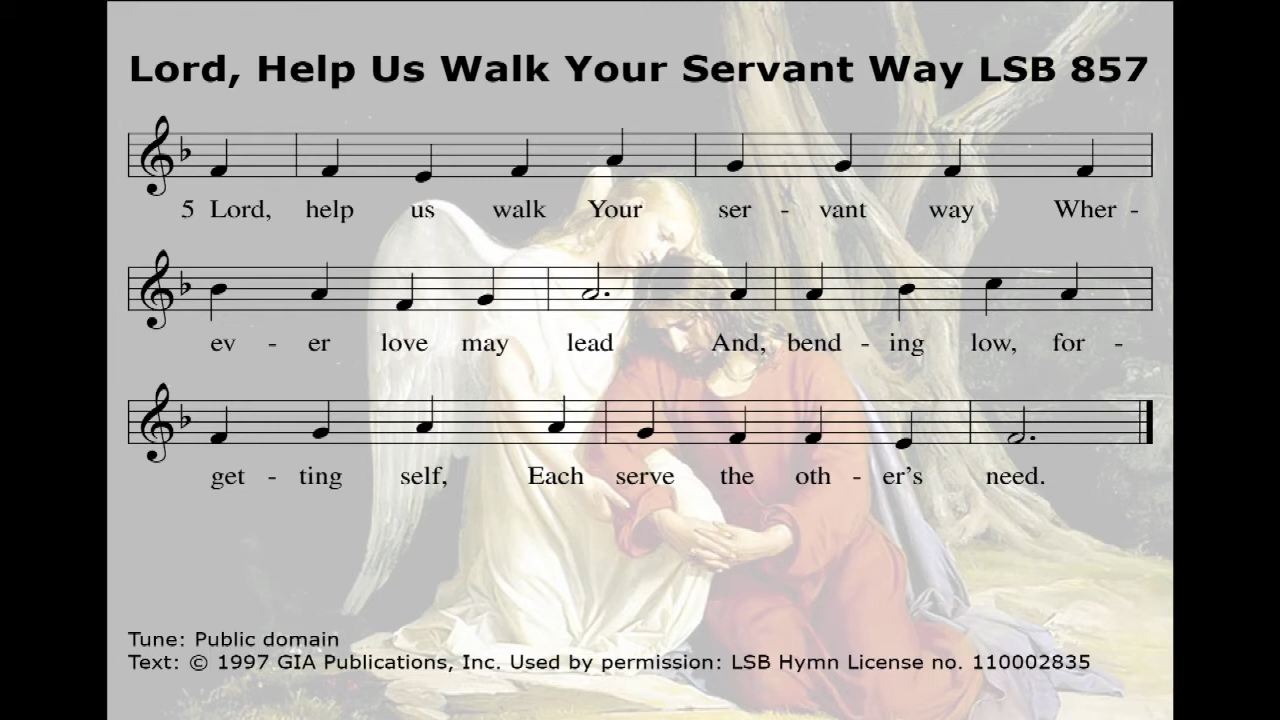 Lord, Help Us Walk Your Servant Way LSB 857
5 Lord, help us walk Your ser - vant way Wher -
ev - er love may lead And, bend - ing low, for -
get - ting self, Each serve the oth - er’s need.
Tune: Public domain
Text: © 1997 GIA Publications, Inc. Used by permission: LSB Hymn License no. 110002835